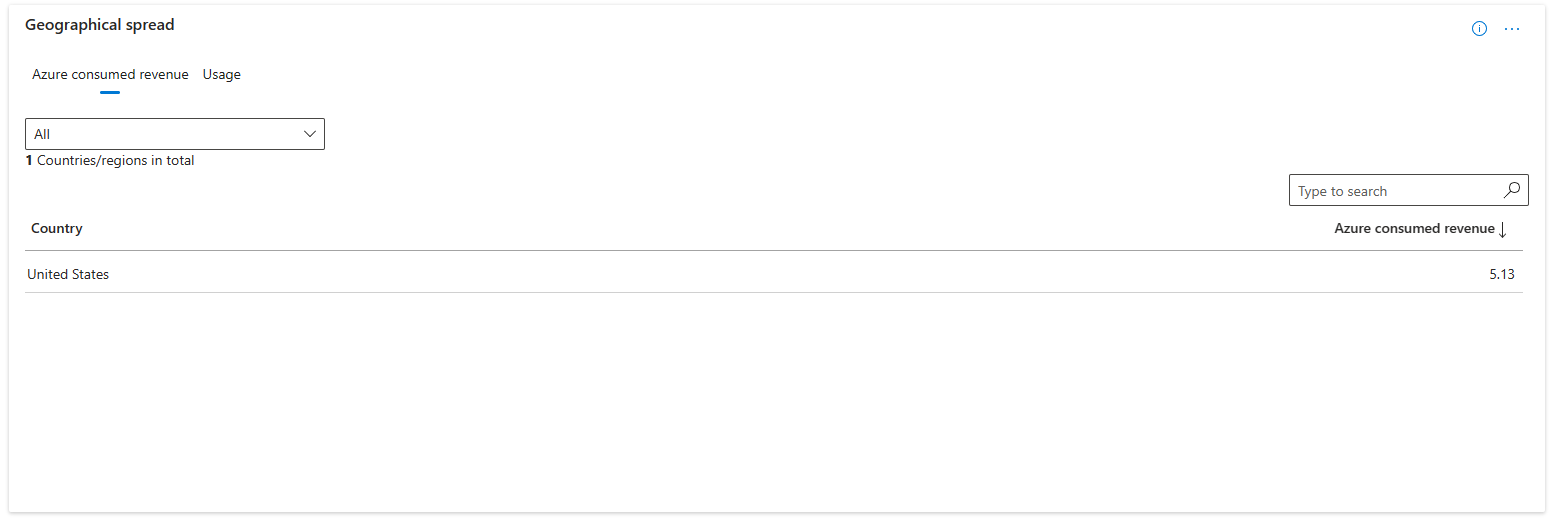 Geographical spread
Azure consumed revenue Usage
All
1 Countries/regions in total
Type to search
Country Azure consumed revenue
United States 5.13